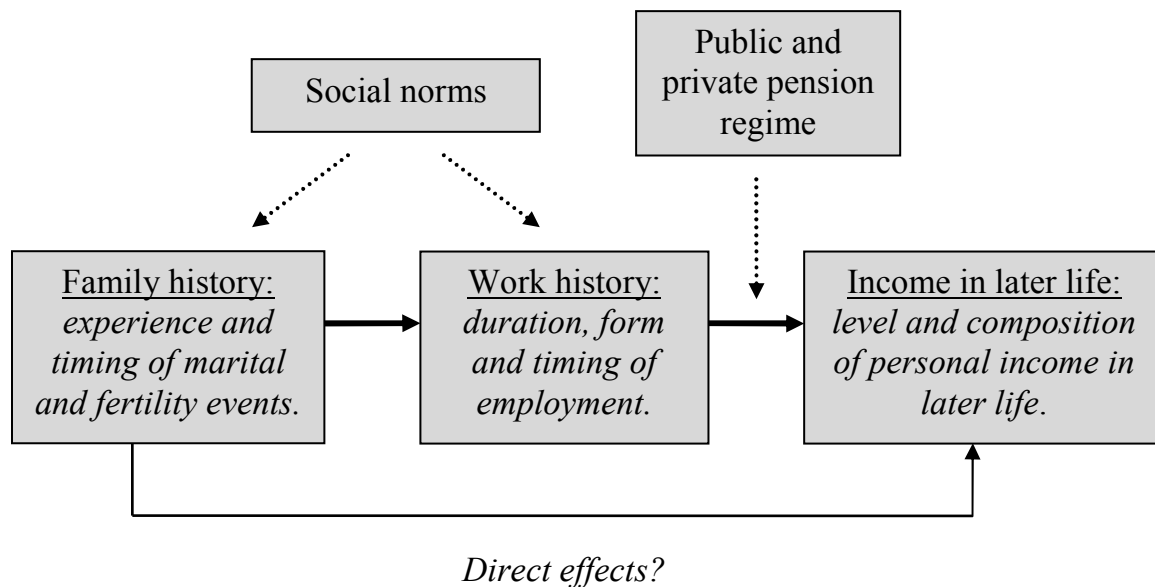 Social norms
Public and
private pension
regime
Family history:
experience and
timing of marital
and fertility events.
Work history:
duration, form
and timing of
employment.
Income in later life:
level and composition
of personal income in
later life.
Direct effects?